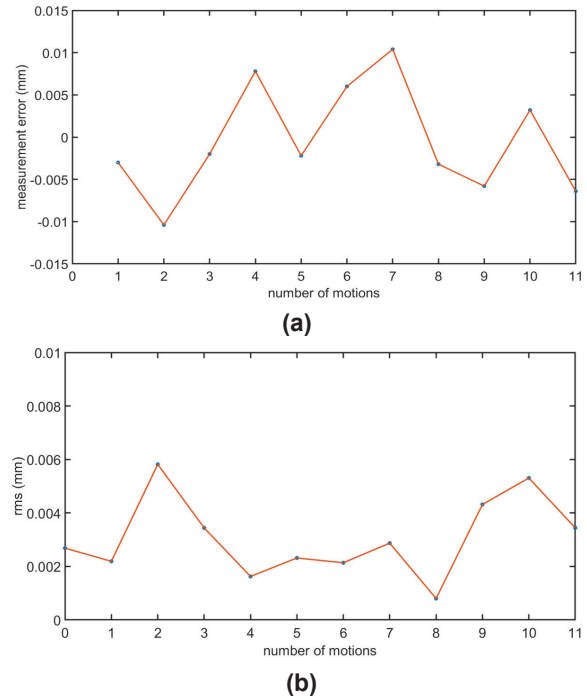 0.015
0.01
0.005
0
-0.005
-0.01
-0.015
measurement error (mm)
0 1 2 3 4 5 6 7 8 9 10 11
number of motions
(a)
0.01
0.008
0.006
0.004
0.002
0
rms (mm)
0 1 2 3 4 5 6 7 8 9 10 11
number of motions
(b)